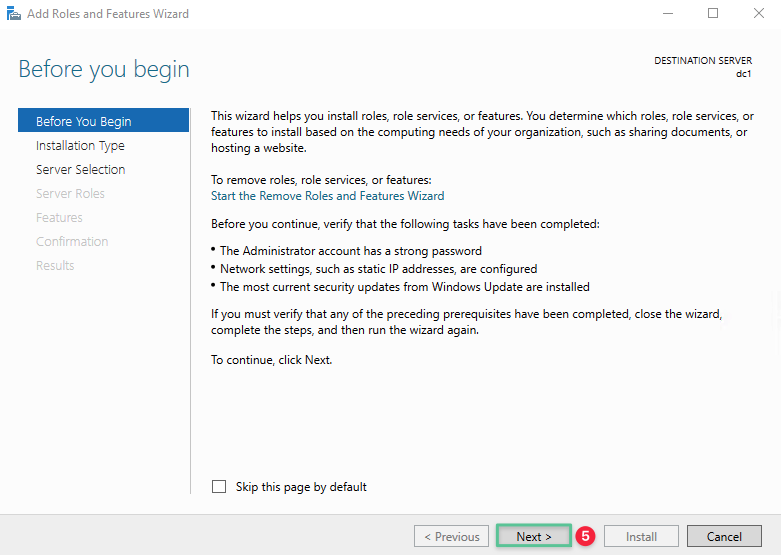 Add Roles and Features Wizard
Before you begin
DESTINATION SERVER
dc1
Before You Begin
Installation Type
Server Selection
Server Roles
Features
Confirmation
Results
This wizard helps you install roles, role services, or features. You determine which roles, role services, or
features to install based on the computing needs of your organization, such as sharing documents, or
hosting a website.
To remove roles, role services, or features:
Start the Remove Roles and Features Wizard
Before you continue, verify that the following tasks have been completed:
• The Administrator account has a strong password
• Network settings, such as static IP addresses, are configured
• The most current security updates from Windows Update are installed
If you must verify that any of the preceding prerequisites have been completed, close the wizard,
complete the steps, and then run the wizard again.
To continue, click Next.
Skip this page by default
< Previous
Next >
5
Install
Cancel